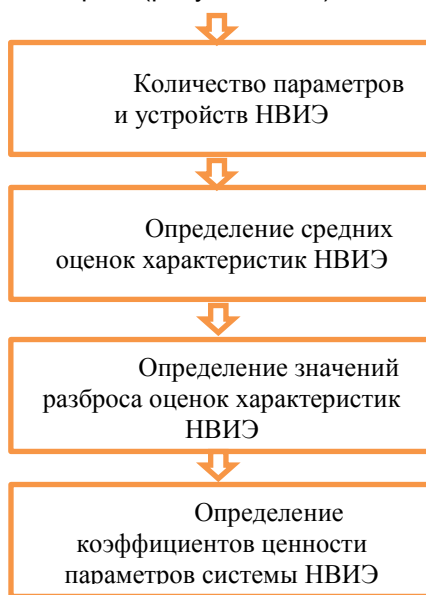 Количество параметров
и устройств НВИЭ
Определение средних
оценок характеристик НВИЭ
Определение значений
разброса оценок характеристик
НВИЭ
Определение
коэффициентов ценности
параметров системы НВИЭ